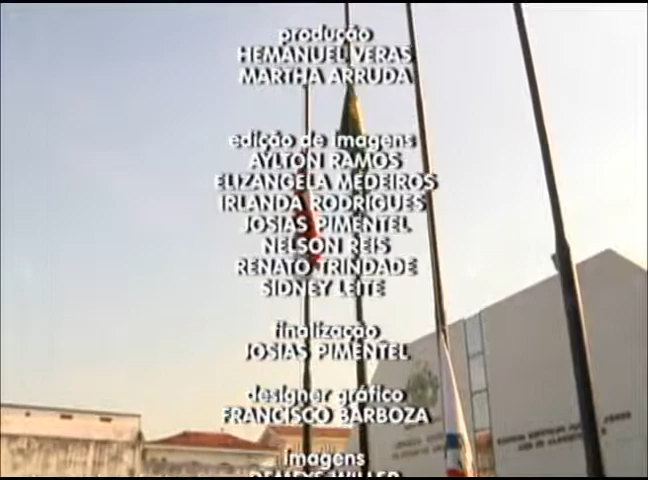 produção
HEMANUEL VERAS
MARTHA ARRUDA
edição de imagens
AYLTON RAMOS
ELIZANGELA MEDEIROS
IRLANDA RODRIGUES
JOSIAS PIMENTEL
NELSON REIS
RENATO TRINDADE
SIDNEY LEITE
finalização
JOSIAS PIMENTEL
designer gráfico
FRANCISCO BARBOZA
imagens